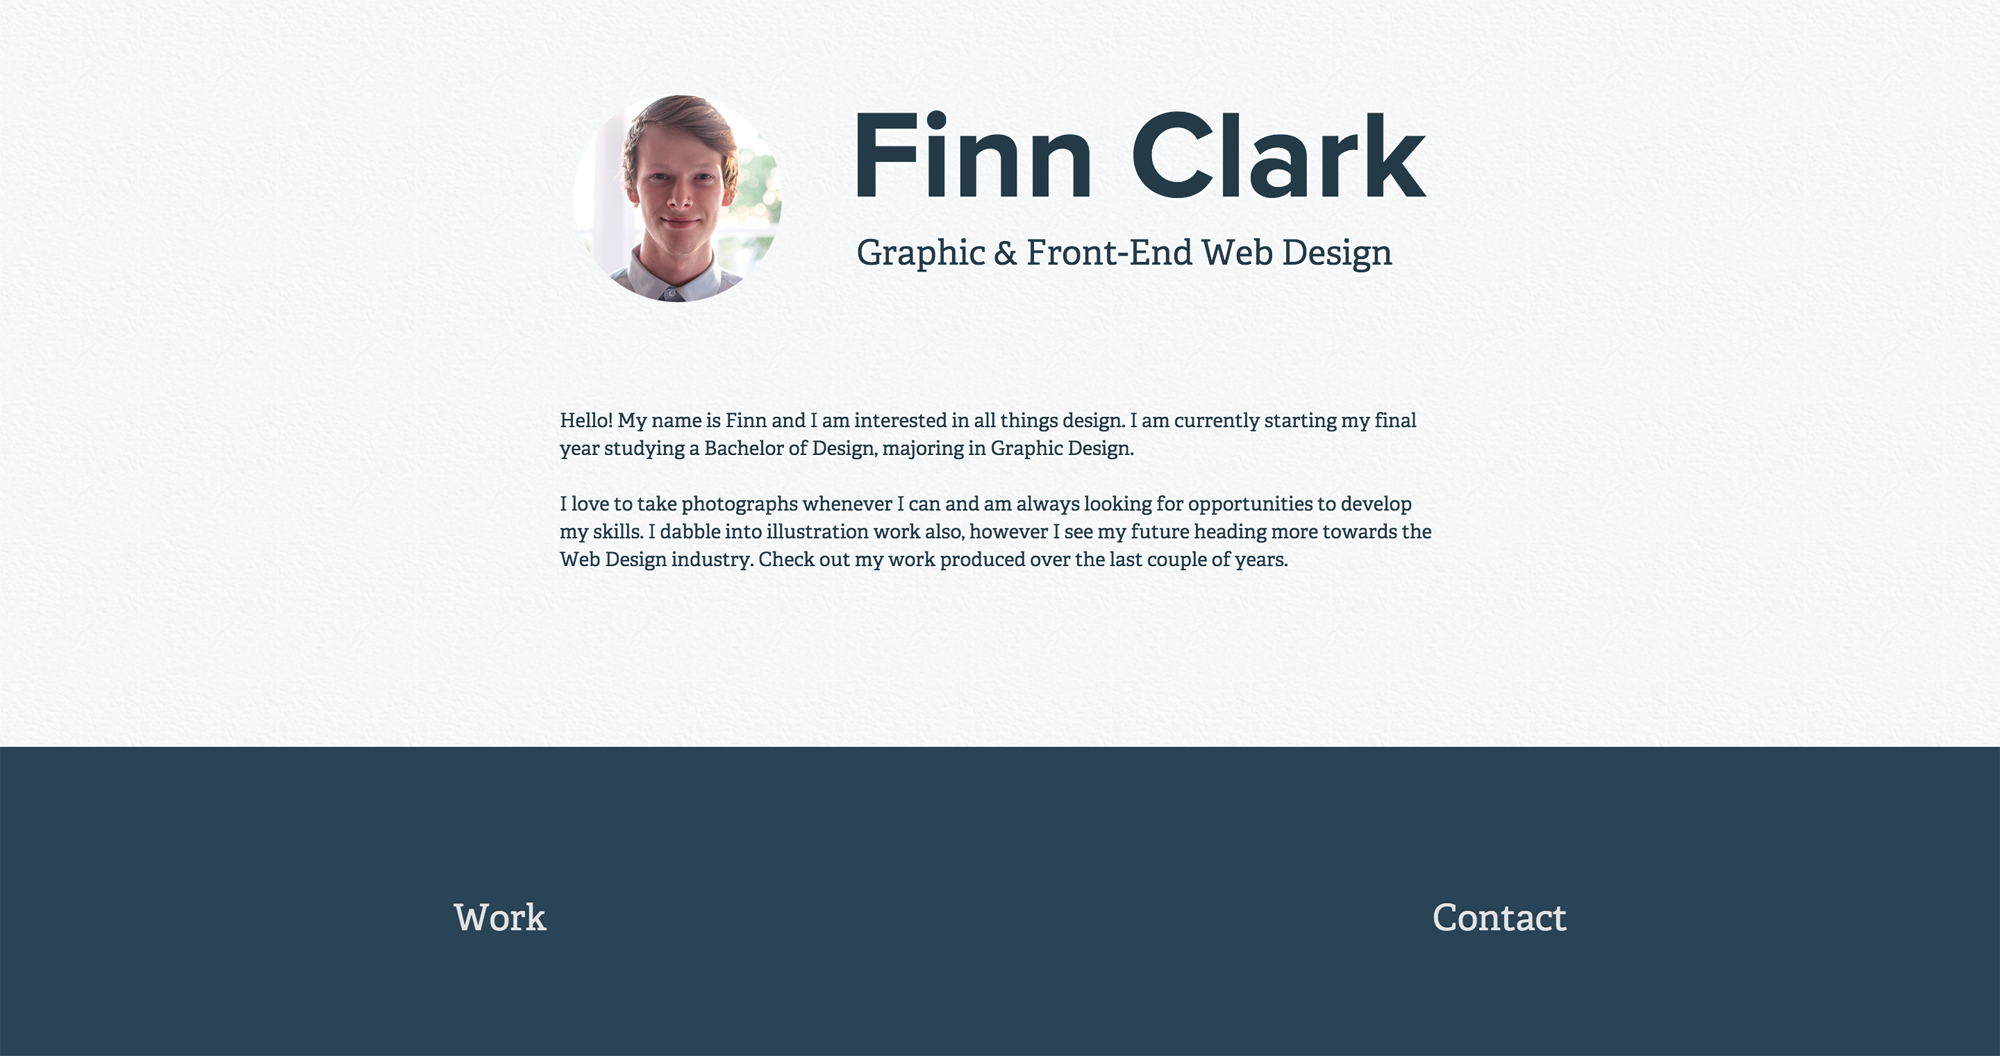 Finn Clark
Graphic & Front-End Web Design
Hello! My name is Finn and I am interested in all things design. I am currently starting my final
year studying a Bachelor of Design, majoring in Graphic Design.
I love to take photographs whenever I can and am always looking for opportunities to develop
my skills. I dabble into illustration work also, however I see my future heading more towards the
Web Design industry. Check out my work produced over the last couple of years.
Work
Contact